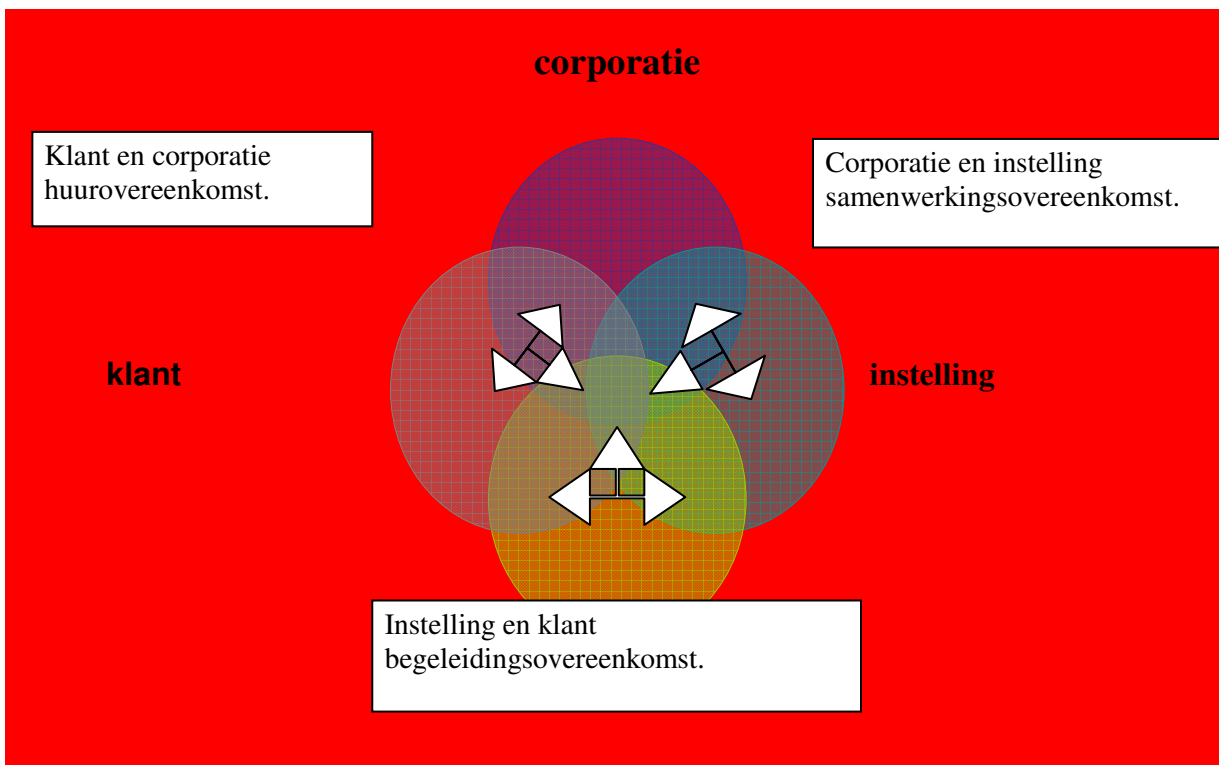 corporatie
Klant en corporatie
huurovereenkomst.
Corporatie en instelling
samenwerkingsovereenkomst.
klant
instelling
Instelling en klant
begeleidingsovereenkomst.